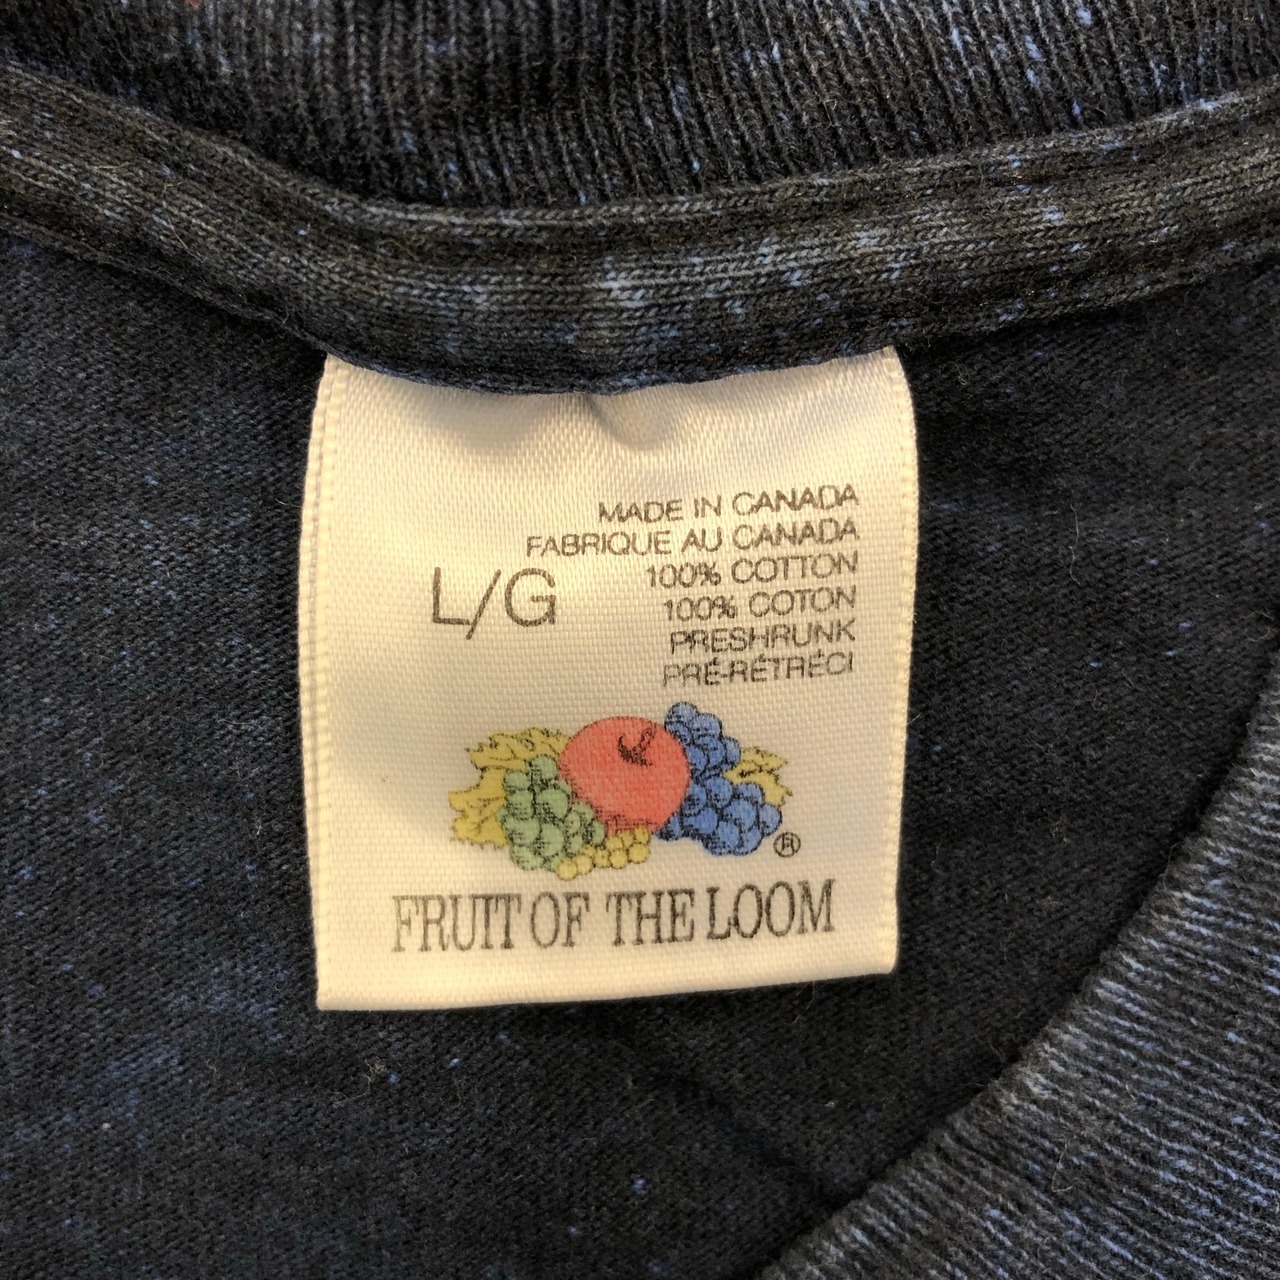 MADE IN CANADA
FABRIQUE AU CANADA
100% COTTON
100% COTON
PRESHRUNK
PRÉ-RÉTRÉCI
L/G
®
FRUIT OF THE LOOM